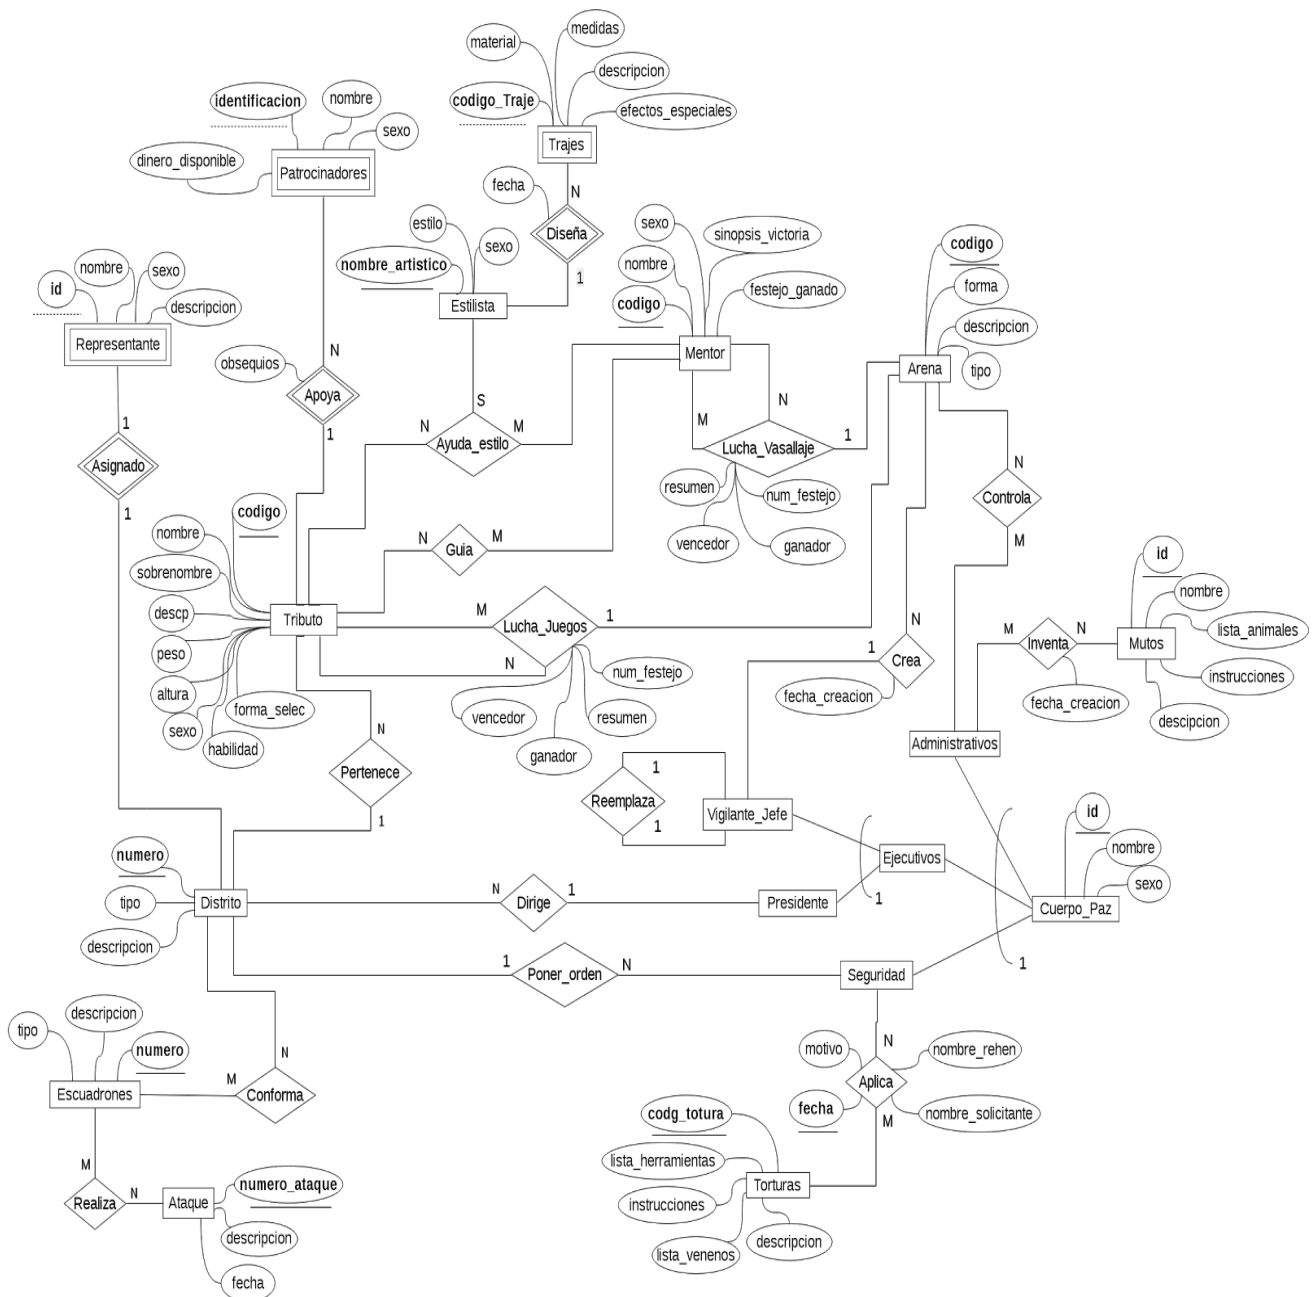 medidas
material
descripcion
codigo_Traje
efectos_especiales
Trajes
identificacion
nombre
sexo
dinero_disponible
Patrocinadores
fecha
N
Diseña
1
estilo
sexo
nombre_artistico
Estilista
sexo
sinopsis_victoria
nombre
codigo
festejo_ganado
Mentor
codigo
forma
descripcion
tipo
Arena
nombre
sexo
id
descripcion
Representante
N
obsequios
Apoya
1
S
N
M
Ayuda_estilo
M
N
1
Lucha_Vasallaje
resumen
num_festejo
vencedor
ganador
N
Controla
M
1
Asignado
1
codigo
nombre
sobrenombre
descp
peso
altura
sexo
habilidad
forma_selec
Tributo
N
Guia
M
M
Lucha_Juegos
1
N
num_festejo
vencedor
resumen
ganador
N
1
Crea
fecha_creacion
id
nombre
lista_animales
instrucciones
descipcion
Mutos
M
Inventa
N
fecha_creacion
Administrativos
N
Pertenece
1
1
Reemplaza
1
Vigilante_Jefe
Ejecutivos
1
id
nombre
sexo
Cuerpo_Paz
1
numero
tipo
descripcion
Distrito
N
Dirige
1
Presidente
1
Poner_orden
N
Seguridad
tipo
descripcion
numero
Escuadrones
N
M
Conforma
motivo
N
nombre_rehen
Aplica
fecha
M
nombre_solicitante
codg_totura
lista_herramientas
instrucciones
lista_venenos
descripcion
Torturas
M
Realiza
N
Ataque
numero_ataque
descripcion
fecha